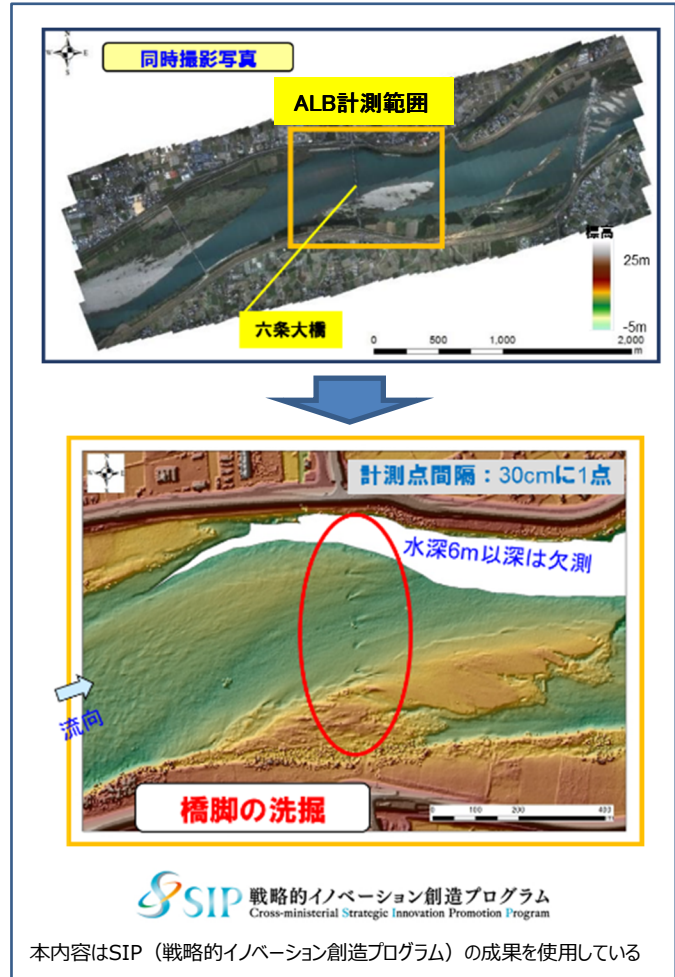 N
W
E
S
同時撮影写真
ALB計測範囲
標高
25m
-5m
六条大橋
0 500 1,000 2,000
m
計測点間隔：30cmに1点
水深6m以深は欠測
流向
橋脚の洗掘
0 100 200 400
m
SIP 戦略的イノベーション創造プログラム
Cross-ministerial Strategic Innovation Promotion Program
本内容はSIP（戦略的イノベーション創造プログラム）の成果を使用している